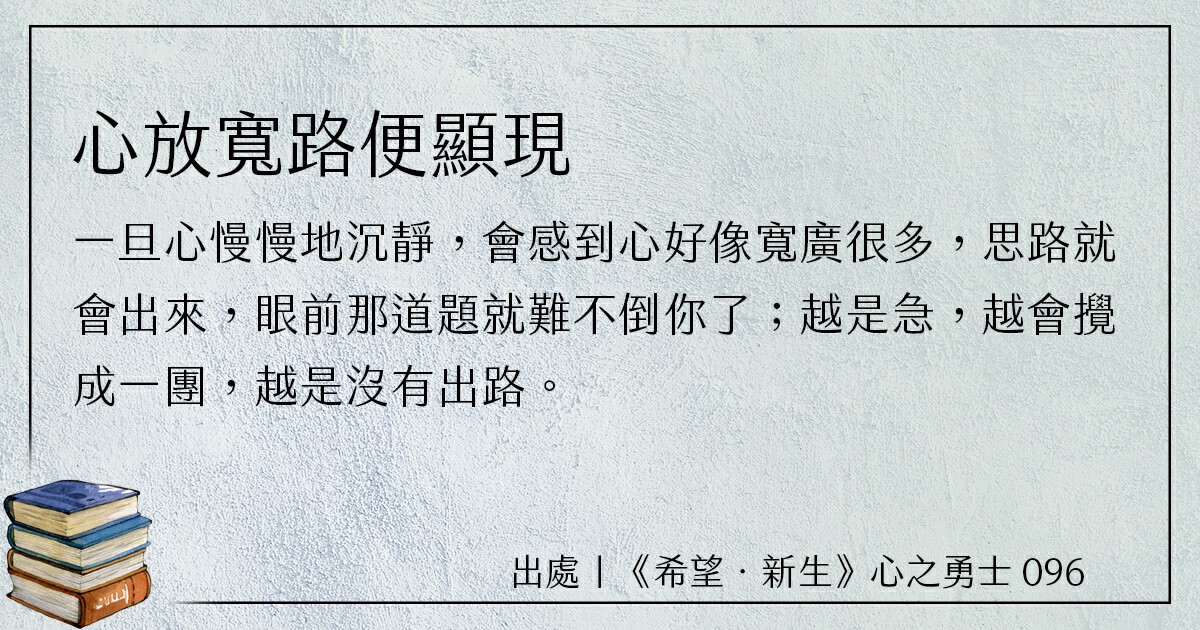 心放寬路便顯現
一旦心慢慢地沉靜，會感到心好像寬廣很多，思路就
會出來，眼前那道題就難不倒你了；越是急，越會攪
成一團，越是沒有出路。
出處｜《希望．新生》心之勇士 096